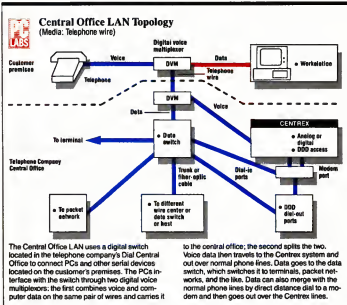 PC
LABS
Central Office LAN Topology
(Media: Telephone wire)
Digital voice
multiplexer
Customer
premises
Voice
DVM
Data
Workstation
Telephone
Telephone
wire
DVM
Voice
Data
CENTREX
Analog or
digital
DDD access
To terminal
Data
switch
Telephone Company
Central Office
Trunk or
fiber-optic
cable
Dial-in
ports
Modem
port
To packet
network
To different
wire center or
data switch
or host
DDD
dial-out
ports
The Central Office LAN uses a digital switch
located in the telephone company's Dial Central
Office to connect PCs and other serial devices
located on the customer's premises. The PCs in-
terface with the switch through two digital voice
multiplexers: the first combines voice and com-
puter data on the same pair of wires and carries it
to the central office; the second splits the two.
Voice data then travels to the Centrex system and
out over normal phone lines. Data goes to the data
switch, which switches it to terminals, packet net-
works, and the like. Data can also merge with the
normal phone lines by direct distance dial to a mo-
dem and then goes out over the Centrex lines.